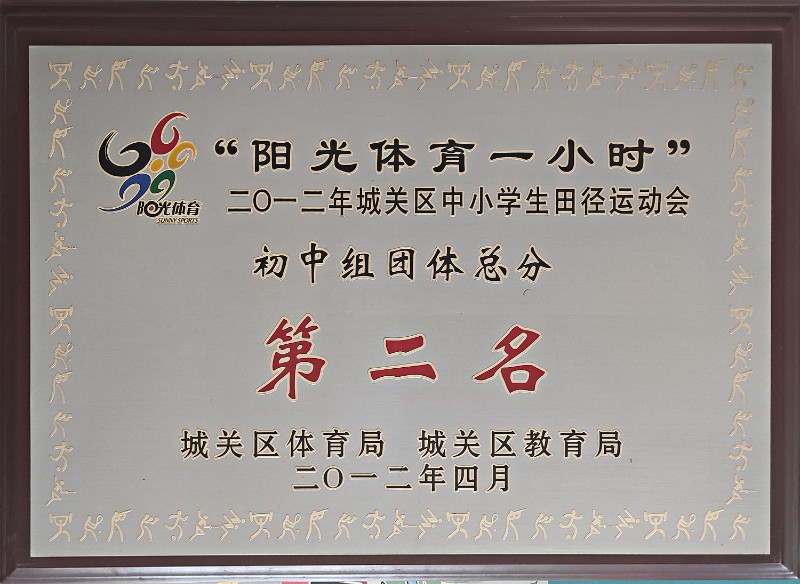 “阳光体育一小时”
阳光体育
SUNNY SPORTS
二〇一二年城关区中小学生田径运动会
初中组团体总分
第二名
城关区体育局 城关区教育局
二〇一二年四月